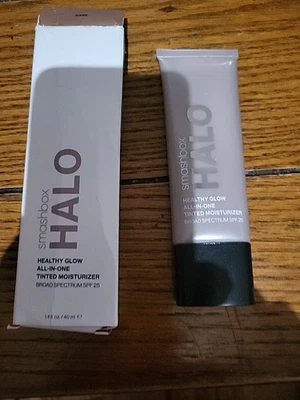 smashbox
HALO
HEALTHY GLOW
ALL-IN-ONE
TINTED MOISTURIZER
BROAD SPECTRUM SPF 25
1.4 fl.oz. / 40 ml ℮
smashbox
HALO
HEALTHY GLOW
ALL-IN-ONE
TINTED MOISTURIZER
BROAD SPECTRUM SPF 25